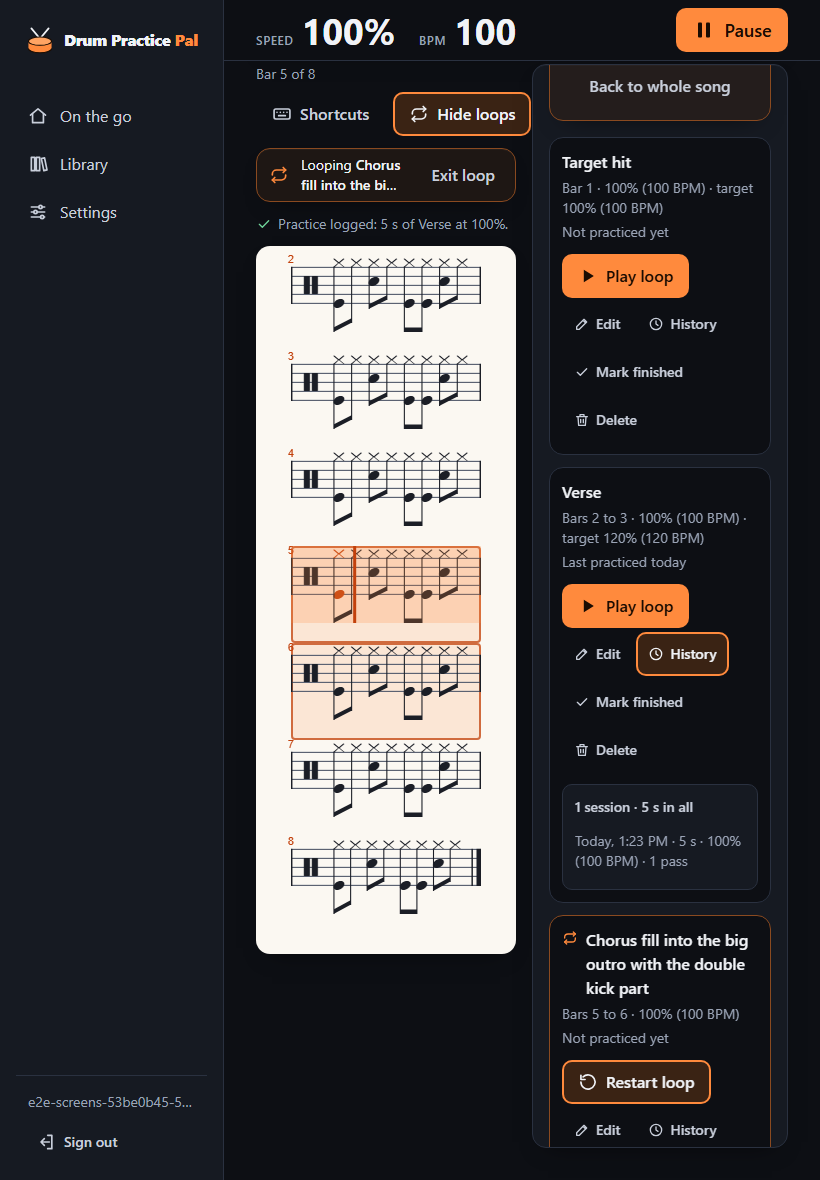 Drum Practice Pal
On the go
Library
Settings
e2e-screens-53be0b45-5...
Sign out
SPEED 100% BPM 100
Pause
Bar 5 of 8
Shortcuts
Hide loops
Looping Chorus
fill into the bi...
Exit loop
Practice logged: 5 s of Verse at 100%.
2
3
4
5
6
7
8
Back to whole song
Target hit
Bar 1 · 100% (100 BPM) · target
100% (100 BPM)
Not practiced yet
Play loop
Edit
History
Mark finished
Delete
Verse
Bars 2 to 3 · 100% (100 BPM) ·
target 120% (120 BPM)
Last practiced today
Play loop
Edit
History
Mark finished
Delete
1 session · 5 s in all
Today, 1:23 PM · 5 s · 100%
(100 BPM) · 1 pass
Chorus fill into the big
outro with the double
kick part
Bars 5 to 6 · 100% (100 BPM)
Not practiced yet
Restart loop
Edit
History